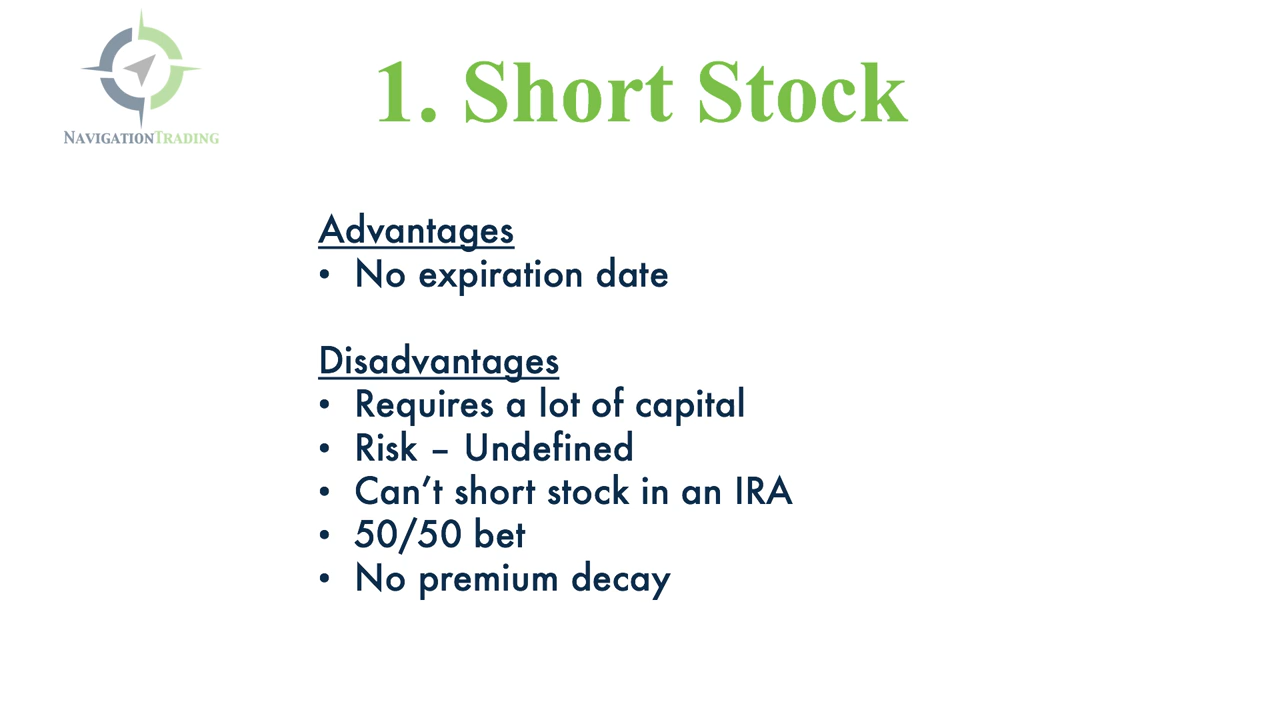 NAVIGATIONTRADING
1. Short Stock
Advantages
• No expiration date
Disadvantages
• Requires a lot of capital
• Risk – Undefined
• Can’t short stock in an IRA
• 50/50 bet
• No premium decay